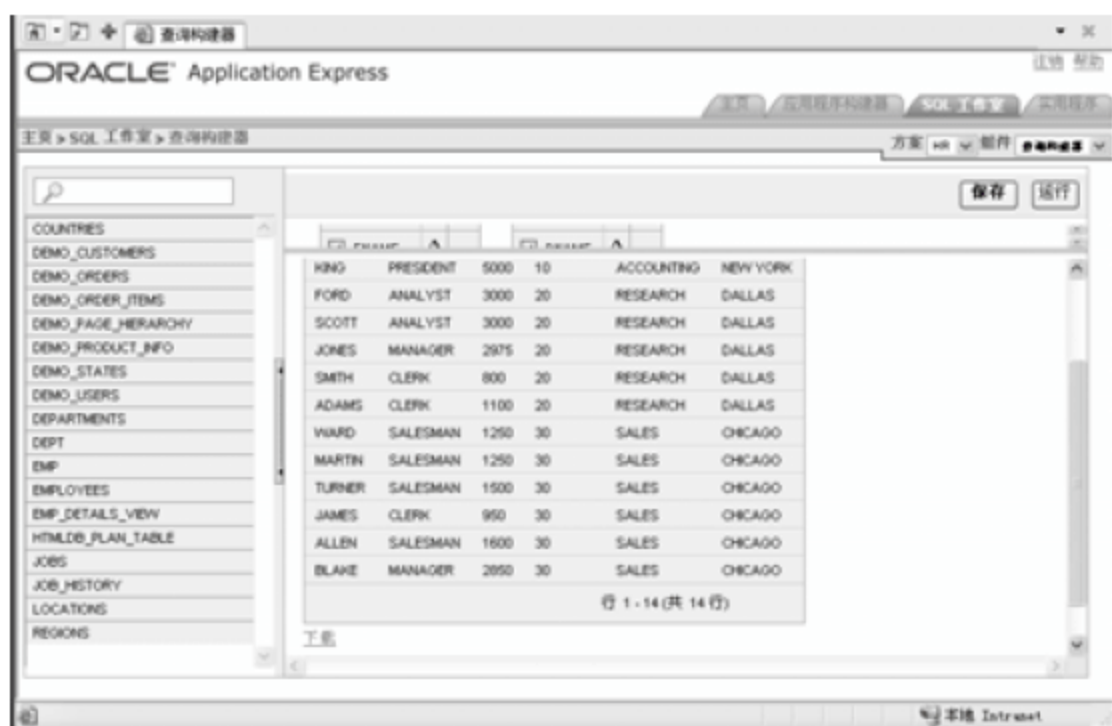 查询构建器
ORACLE Application Express
注销 帮助
主页 应用程序构建器 SQL 工作室 实用程序
主页 > SQL 工作室 > 查询构建器
方案 HR 组件 查询构建器
保存 运行
COUNTRIES
DEMO_CUSTOMERS
DEMO_ORDERS
DEMO_ORDER_ITEMS
DEMO_PAGE_HIERARCHY
DEMO_PRODUCT_INFO
DEMO_STATES
DEMO_USERS
DEPARTMENTS
DEPT
EMP
EMPLOYEES
EMP_DETAILS_VIEW
HTMLDB_PLAN_TABLE
JOBS
JOB_HISTORY
LOCATIONS
REGIONS
KING PRESIDENT 5000 10 ACCOUNTING NEW YORK
FORD ANALYST 3000 20 RESEARCH DALLAS
SCOTT ANALYST 3000 20 RESEARCH DALLAS
JONES MANAGER 2975 20 RESEARCH DALLAS
SMITH CLERK 800 20 RESEARCH DALLAS
ADAMS CLERK 1100 20 RESEARCH DALLAS
WARD SALESMAN 1250 30 SALES CHICAGO
MARTIN SALESMAN 1250 30 SALES CHICAGO
TURNER SALESMAN 1500 30 SALES CHICAGO
JAMES CLERK 950 30 SALES CHICAGO
ALLEN SALESMAN 1600 30 SALES CHICAGO
BLAKE MANAGER 2850 30 SALES CHICAGO
行 1 - 14 (共 14 行)
下载
本地 Intranet